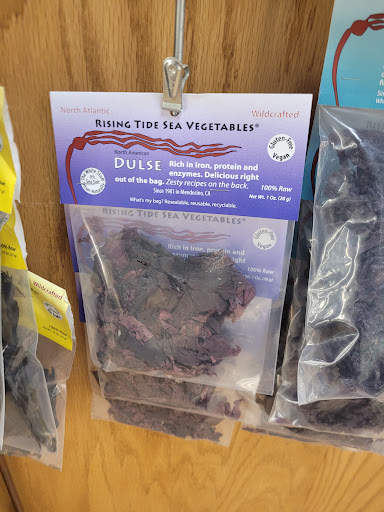 North Atlantic
Wildcrafted
RISING TIDE SEA VEGETABLES®
Gluten-Free
Vegan
North American
DULSE Rich in iron, protein and
enzymes. Delicious right
out of the bag. Zesty recipes on the back.
100% Raw
Since 1981 in Mendocino, CA
Net Wt. 1 Oz. (28 g)
What's my bag? Resealable, reusable, recyclable.
RISING TIDE SEA VEGETABLES®
Rich in iron, protein and
Delicious right
100% Raw
Wildcrafted